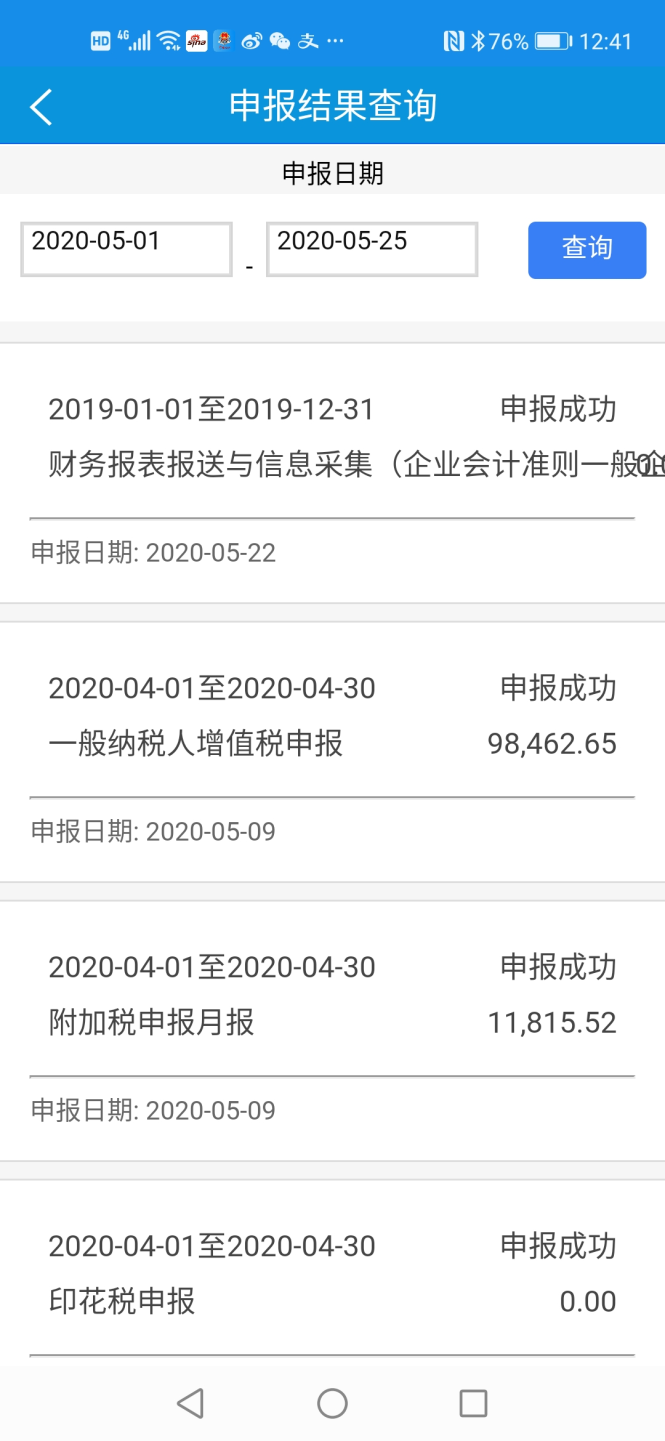 HD 4G sina 支 ... 76% 12:41
申报结果查询
申报日期
2020-05-01 - 2020-05-25 查询
2019-01-01至2019-12-31 申报成功
财务报表报送与信息采集（企业会计准则一般企 0.0
申报日期: 2020-05-22
2020-04-01至2020-04-30 申报成功
一般纳税人增值税申报 98,462.65
申报日期: 2020-05-09
2020-04-01至2020-04-30 申报成功
附加税申报月报 11,815.52
申报日期: 2020-05-09
2020-04-01至2020-04-30 申报成功
印花税申报 0.00